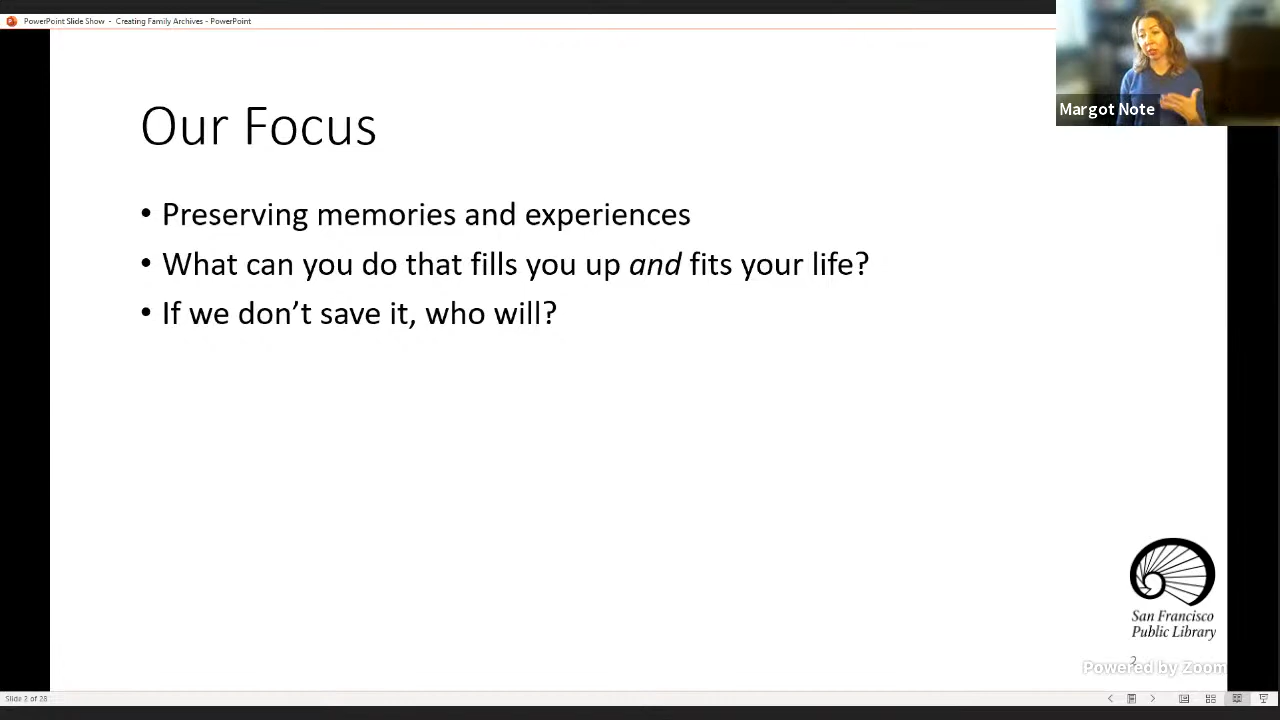 PowerPoint Slide Show - Creating Family Archives - PowerPoint
Margot Note
Our Focus
• Preserving memories and experiences
• What can you do that fills you up and fits your life?
• If we don’t save it, who will?
San Francisco
Public Library
2
Powered by Zoom
Slide 2 of 28